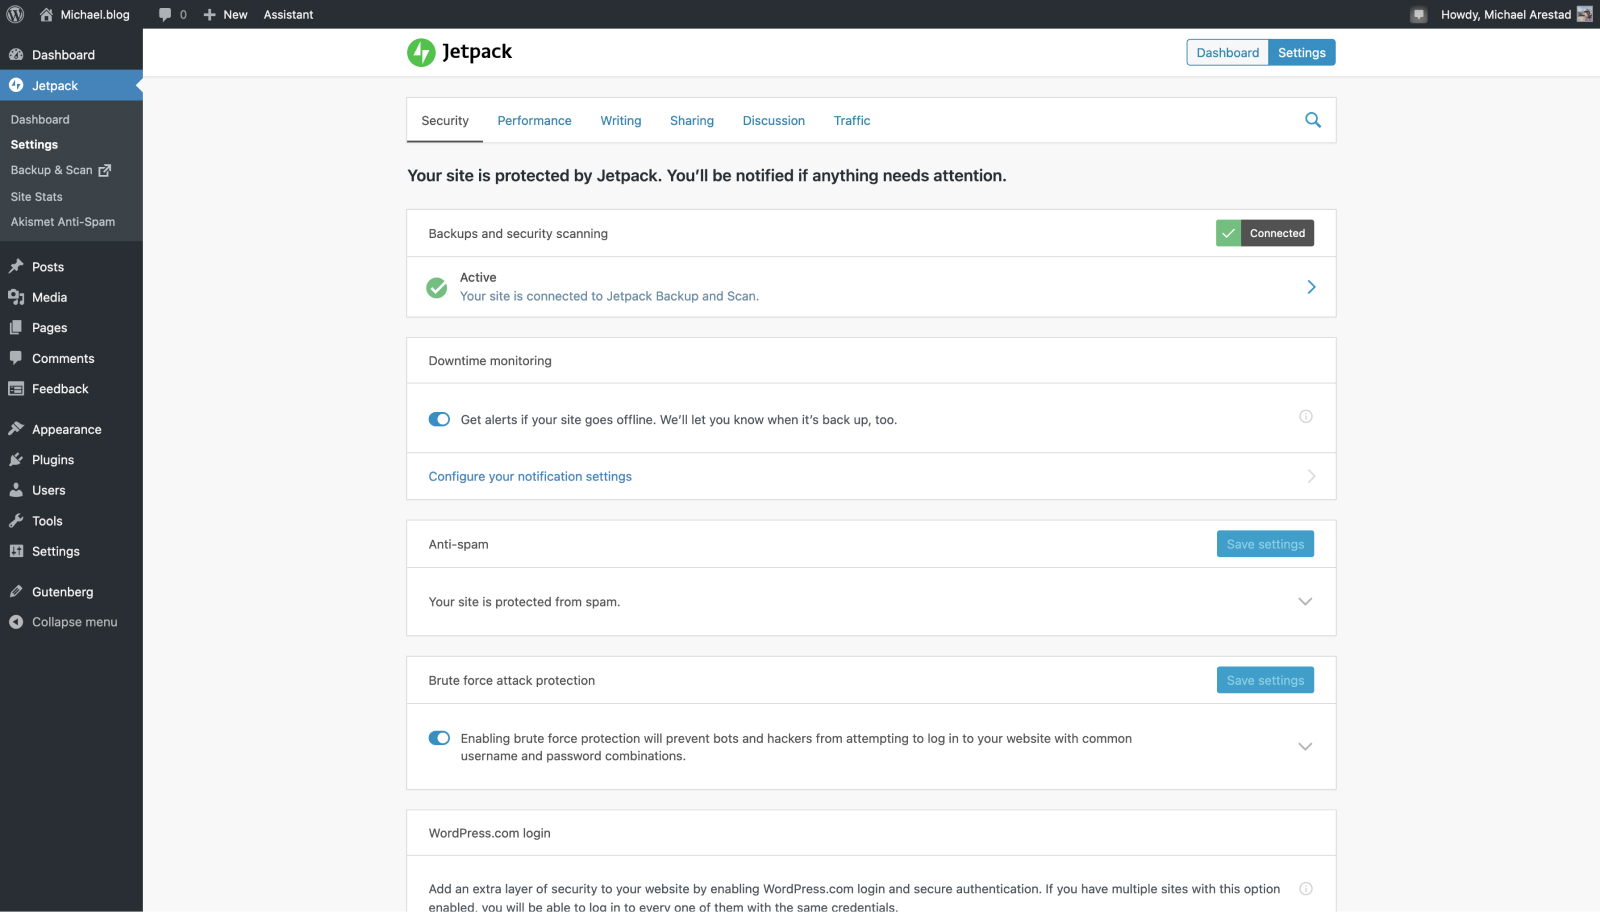 Michael.blog
0
New
Assistant
Howdy, Michael Arestad
Dashboard
Jetpack
Dashboard
Settings
Backup & Scan
Site Stats
Akismet Anti-Spam
Posts
Media
Pages
Comments
Feedback
Appearance
Plugins
Users
Tools
Settings
Gutenberg
Collapse menu
Jetpack
Dashboard
Settings
Security
Performance
Writing
Sharing
Discussion
Traffic
Your site is protected by Jetpack. You’ll be notified if anything needs attention.
Backups and security scanning
Connected
Active
Your site is connected to Jetpack Backup and Scan.
Downtime monitoring
Get alerts if your site goes offline. We’ll let you know when it’s back up, too.
Configure your notification settings
Anti-spam
Save settings
Your site is protected from spam.
Brute force attack protection
Save settings
Enabling brute force protection will prevent bots and hackers from attempting to log in to your website with common
username and password combinations.
WordPress.com login
Add an extra layer of security to your website by enabling WordPress.com login and secure authentication. If you have multiple sites with this option
enabled, you will be able to log in to every one of them with the same credentials.